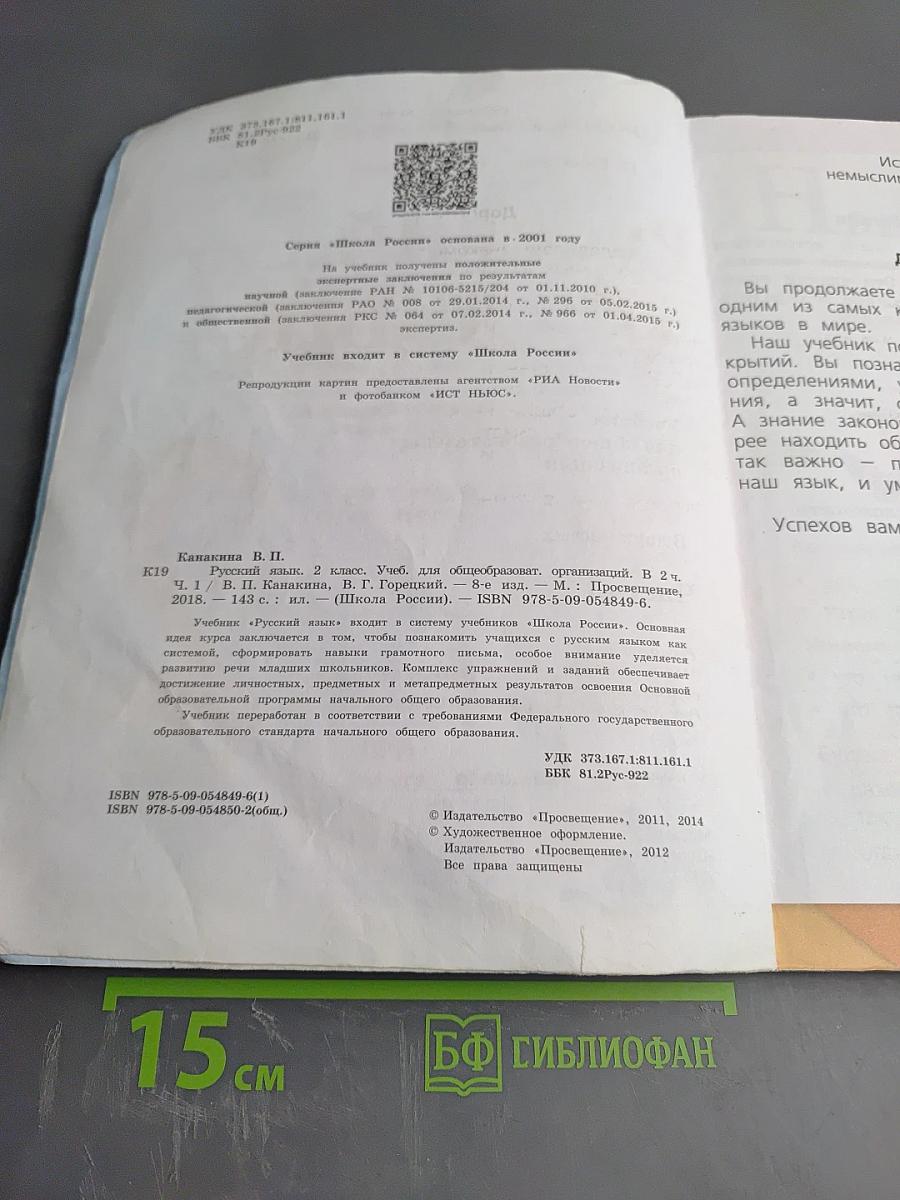 УДК 373.167.1:811.161.1
ББК 81.2Рус-922
К19
Серия «Школа России» основана в 2001 году
На учебник получены положительные
экспертные заключения по результатам
научной (заключение РАН № 10106-5215/204 от 01.11.2010 г.),
педагогической (заключения РАО № 008 от 29.01.2014 г., № 296 от 05.02.2015 г.)
и общественной (заключения РКС № 064 от 07.02.2014 г., № 966 от 01.04.2015 г.)
экспертиз.
Учебник входит в систему «Школа России»
Репродукции картин предоставлены агентством «РИА Новости»
и фотобанком «ИСТ НЬЮС».
Канакина В. П.
К19 Русский язык. 2 класс. Учеб. для общеобразоват. организаций. В 2 ч.
Ч. 1 / В. П. Канакина, В. Г. Горецкий. — 8-е изд. — М. : Просвещение,
2018. — 143 с. : ил. — (Школа России). — ISBN 978-5-09-054849-6.
Учебник «Русский язык» входит в систему учебников «Школа России». Основная
идея курса заключается в том, чтобы познакомить учащихся с русским языком как
системой, сформировать навыки грамотного письма, особое внимание уделяется
развитию речи младших школьников. Комплекс упражнений и заданий обеспечивает
достижение личностных, предметных и метапредметных результатов освоения Основной
образовательной программы начального общего образования.
Учебник переработан в соответствии с требованиями Федерального государственного
образовательного стандарта начального общего образования.
УДК 373.167.1:811.161.1
ББК 81.2Рус-922
ISBN 978-5-09-054849-6(1)
ISBN 978-5-09-054850-2(общ.)
© Издательство «Просвещение», 2011, 2014
© Художественное оформление.
Издательство «Просвещение», 2012
Все права защищены
Ис
немысли
Вы продолжаете
одним из самых
языков в мире.
Наш учебник
крытий. Вы позна
определениями,
ния, а значит,
А знание законо
рее находить об
так важно —
наш язык, и ум
Успехов вам
15 см
БФ БИБЛИОФАН